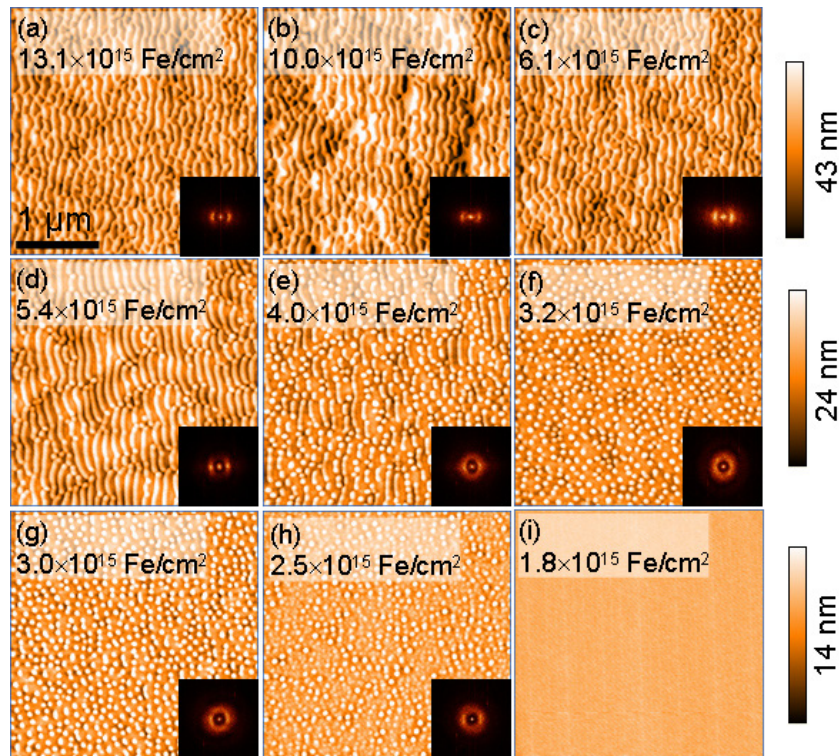 (a)
13.1×10¹⁵ Fe/cm²
(b)
10.0×10¹⁵ Fe/cm²
(c)
6.1×10¹⁵ Fe/cm²
1 µm
43 nm
(d)
5.4×10¹⁵ Fe/cm²
(e)
4.0×10¹⁵ Fe/cm²
(f)
3.2×10¹⁵ Fe/cm²
24 nm
(g)
3.0×10¹⁵ Fe/cm²
(h)
2.5×10¹⁵ Fe/cm²
(i)
1.8×10¹⁵ Fe/cm²
14 nm